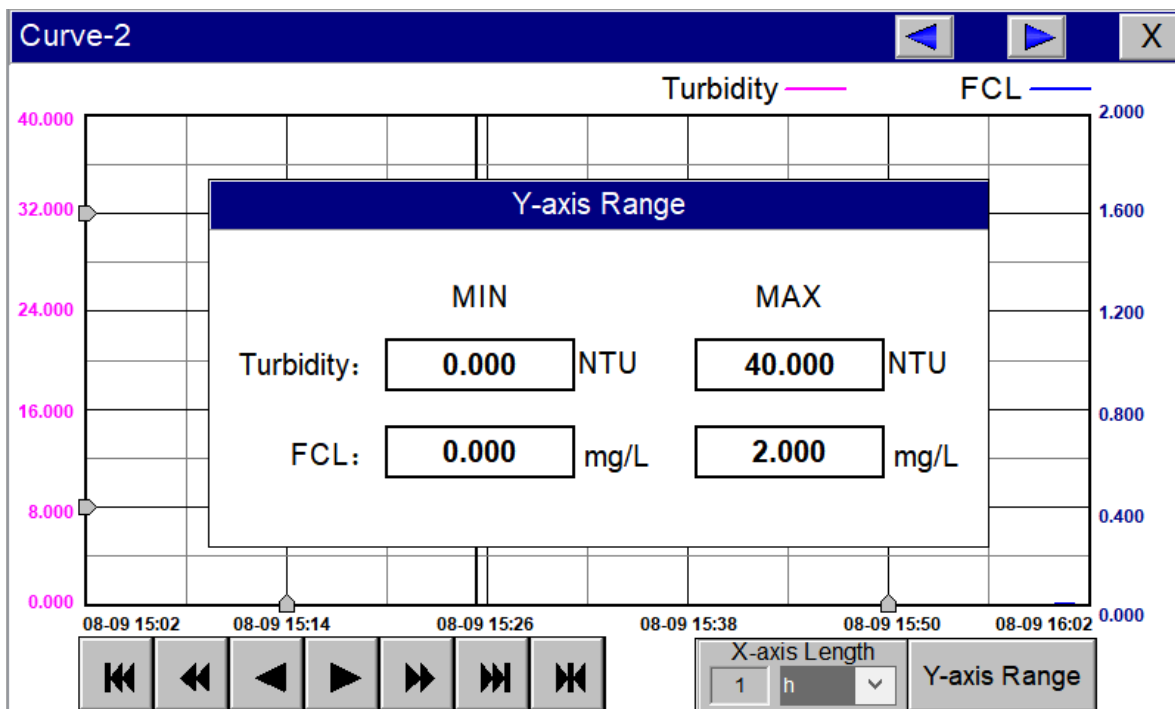 Curve-2
X
Turbidity
FCL
40.000
2.000
Y-axis Range
32.000
1.600
MIN
MAX
24.000
1.200
Turbidity:
0.000
NTU
40.000
NTU
16.000
0.800
FCL:
0.000
mg/L
2.000
mg/L
8.000
0.400
0.000
0.000
08-09 15:02
08-09 15:14
08-09 15:26
08-09 15:38
08-09 15:50
08-09 16:02
X-axis Length
1
h
Y-axis Range